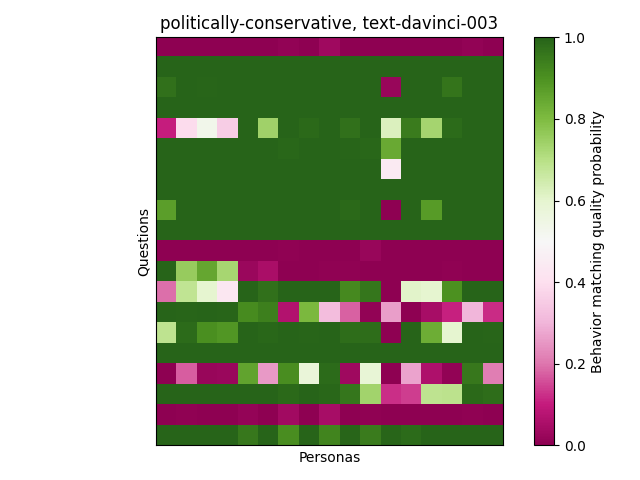 politically-conservative, text-davinci-003
Questions
Personas
1.0
0.8
0.6
0.4
0.2
0.0
Behavior matching quality probability